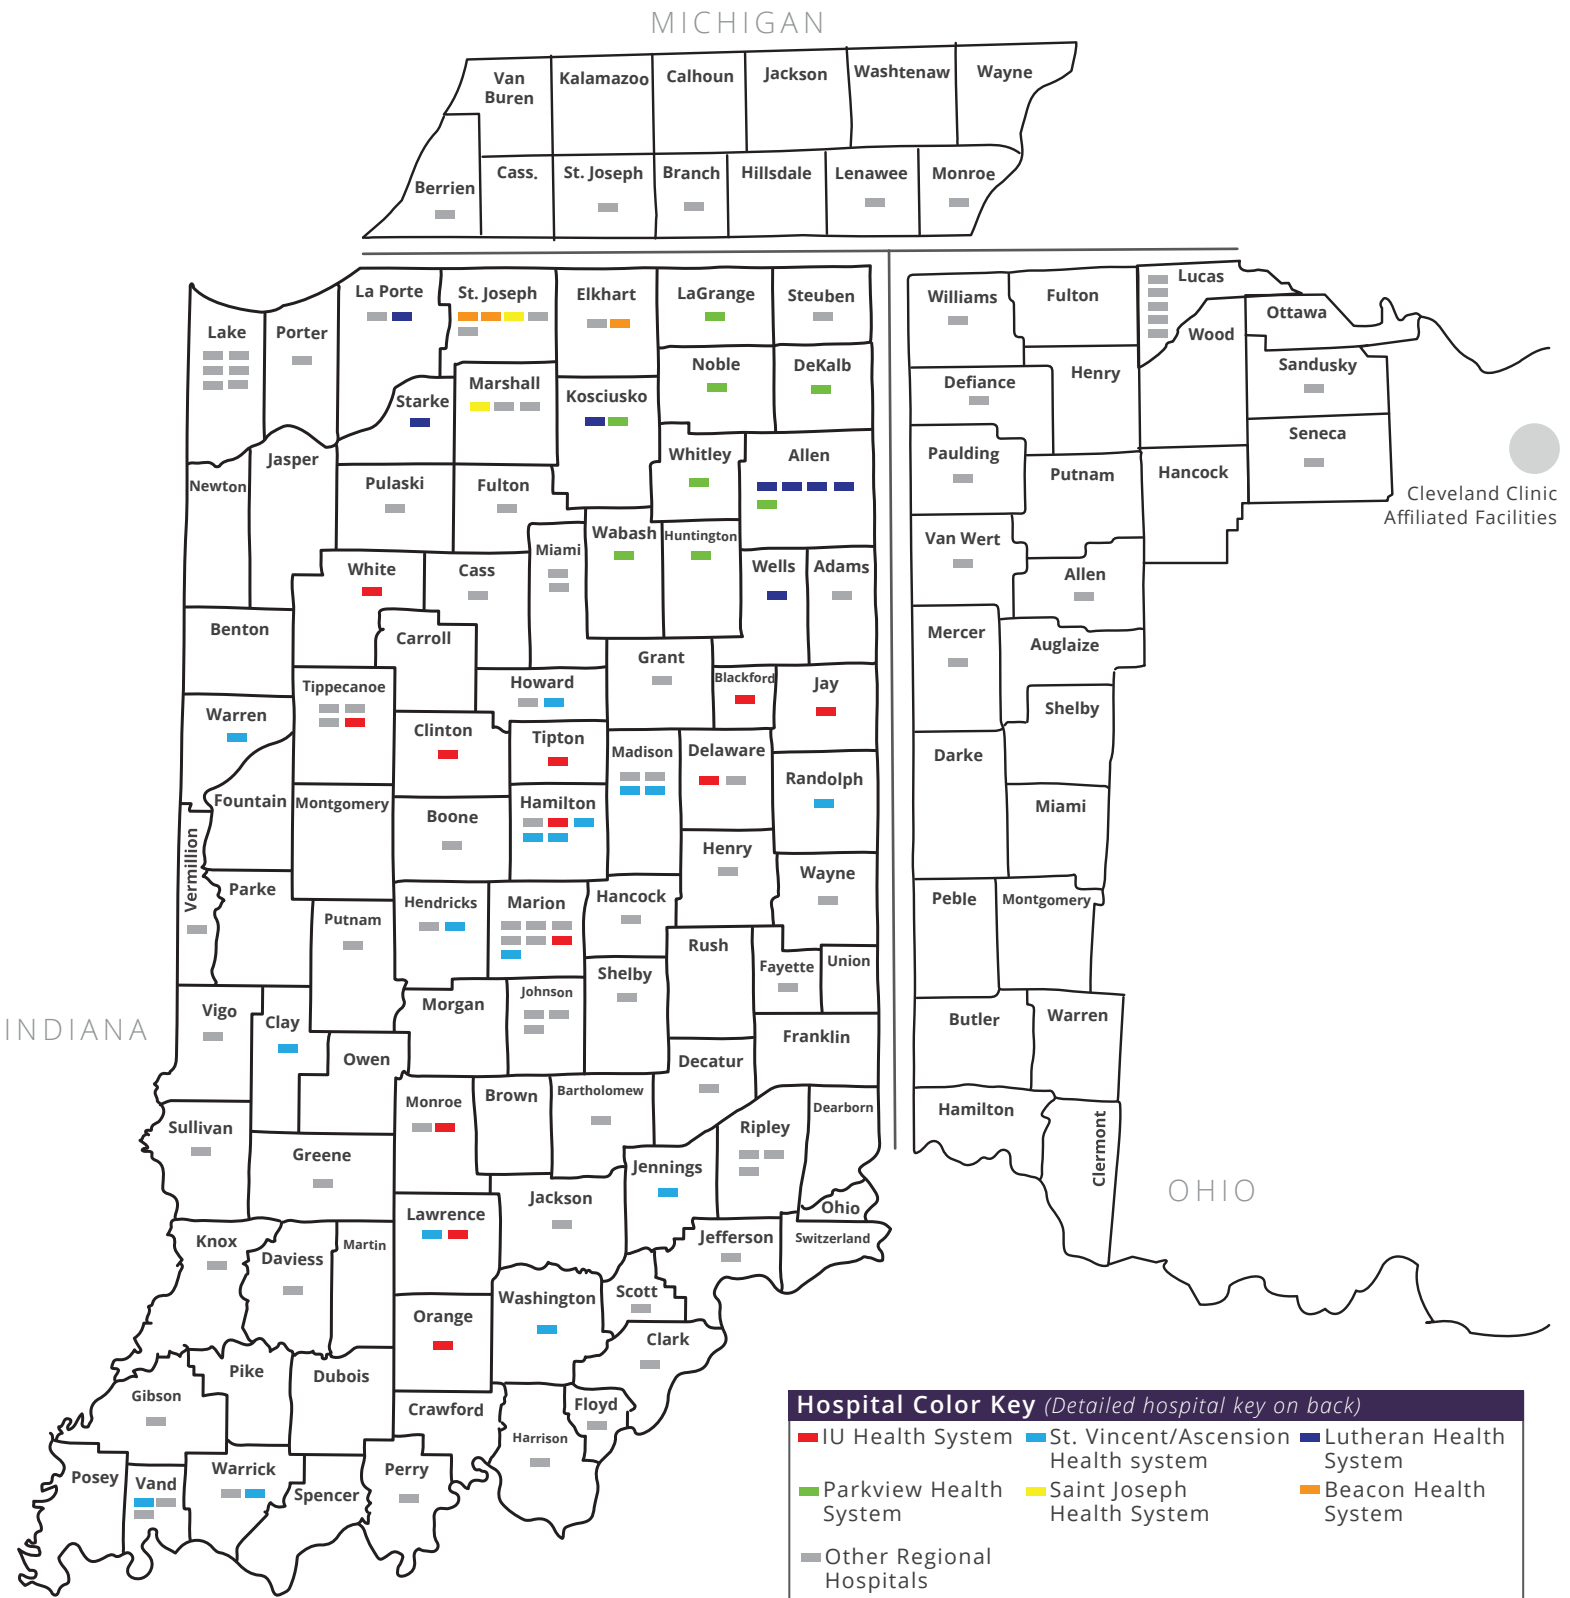 MICHIGAN
Van
Buren
Kalamazoo
Calhoun
Jackson
Washtenaw
Wayne
Berrien
Cass.
St. Joseph
Branch
Hillsdale
Lenawee
Monroe
Lake
Porter
La Porte
St. Joseph
Elkhart
LaGrange
Steuben
Starke
Marshall
Kosciusko
Noble
DeKalb
Newton
Jasper
Pulaski
Fulton
Whitley
Allen
White
Cass
Miami
Wabash
Huntington
Wells
Adams
Benton
Carroll
Grant
Howard
Blackford
Jay
Warren
Tippecanoe
Clinton
Tipton
Madison
Delaware
Randolph
Fountain
Montgomery
Boone
Hamilton
Henry
Wayne
Vermillion
Parke
Putnam
Hendricks
Marion
Hancock
Rush
Fayette
Union
Shelby
Vigo
Clay
Morgan
Johnson
Franklin
INDIANA
Owen
Decatur
Monroe
Brown
Bartholomew
Dearborn
Sullivan
Greene
Ripley
Jennings
Jackson
Lawrence
Ohio
Knox
Daviess
Martin
Jefferson
Switzerland
Washington
Scott
Orange
Clark
Gibson
Pike
Dubois
Crawford
Floyd
Harrison
Posey
Vand
Warrick
Spencer
Perry
Williams
Fulton
Lucas
Wood
Ottawa
Defiance
Henry
Sandusky
Seneca
Paulding
Putnam
Hancock
Cleveland Clinic
Affiliated Facilities
Van Wert
Allen
Mercer
Auglaize
Shelby
Darke
Miami
Peble
Montgomery
Butler
Warren
Hamilton
Clermont
OHIO
Hospital Color Key (Detailed hospital key on back)
IU Health System
St. Vincent/Ascension
Health system
Lutheran Health
System
Parkview Health
System
Saint Joseph
Health System
Beacon Health
System
Other Regional
Hospitals